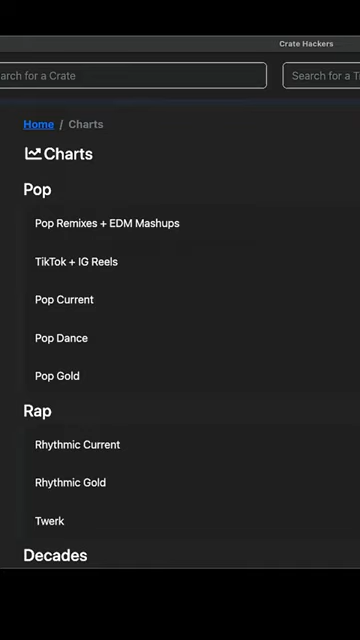 Crate Hackers
arch for a Crate
Search for a T
Home / Charts
Charts
Pop
Pop Remixes + EDM Mashups
TikTok + IG Reels
Pop Current
Pop Dance
Pop Gold
Rap
Rhythmic Current
Rhythmic Gold
Twerk
Decades